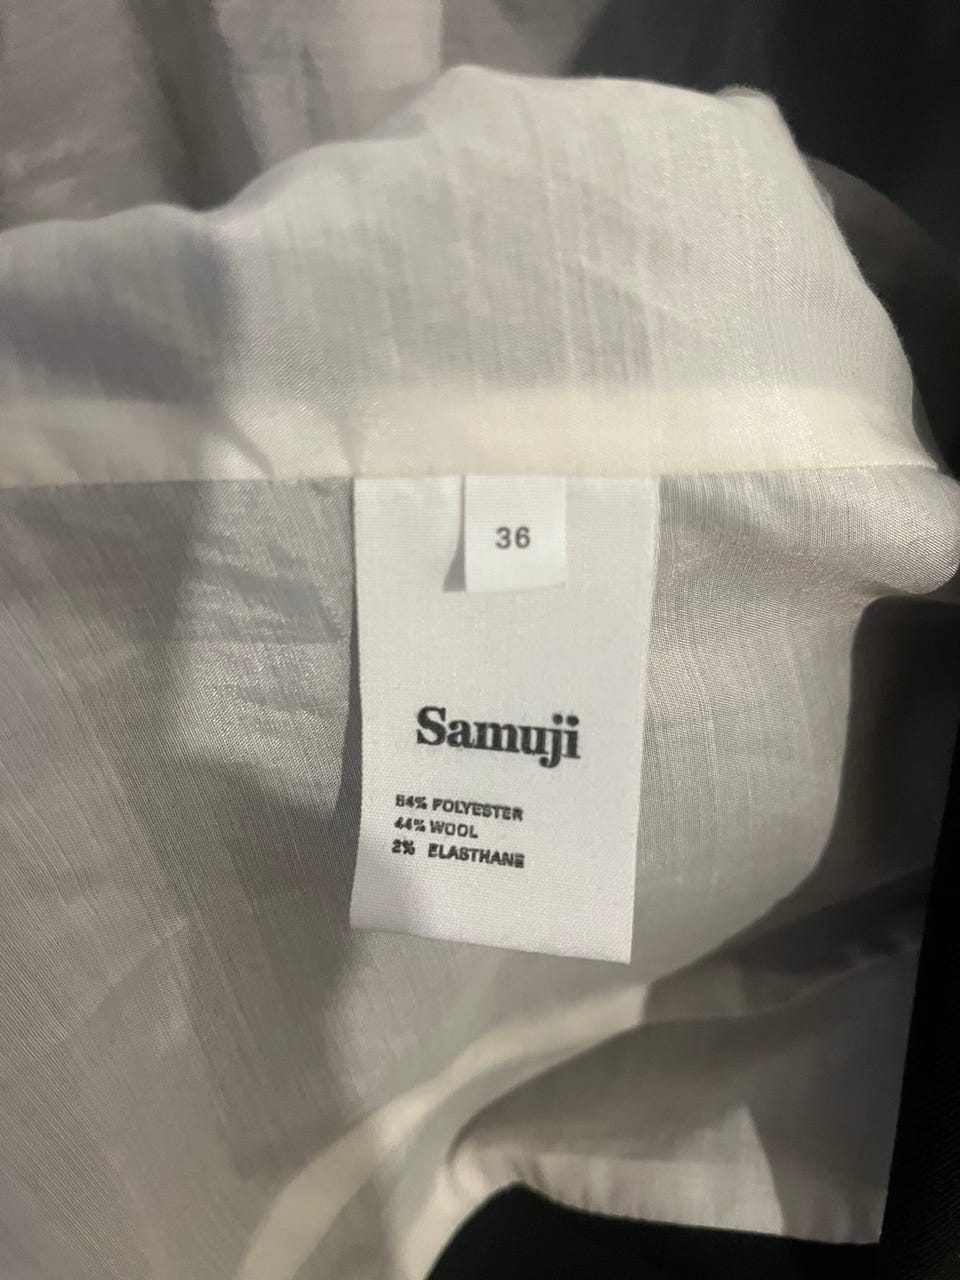 36
Samuji
54% POLYESTER
44% WOOL
2% ELASTHANE